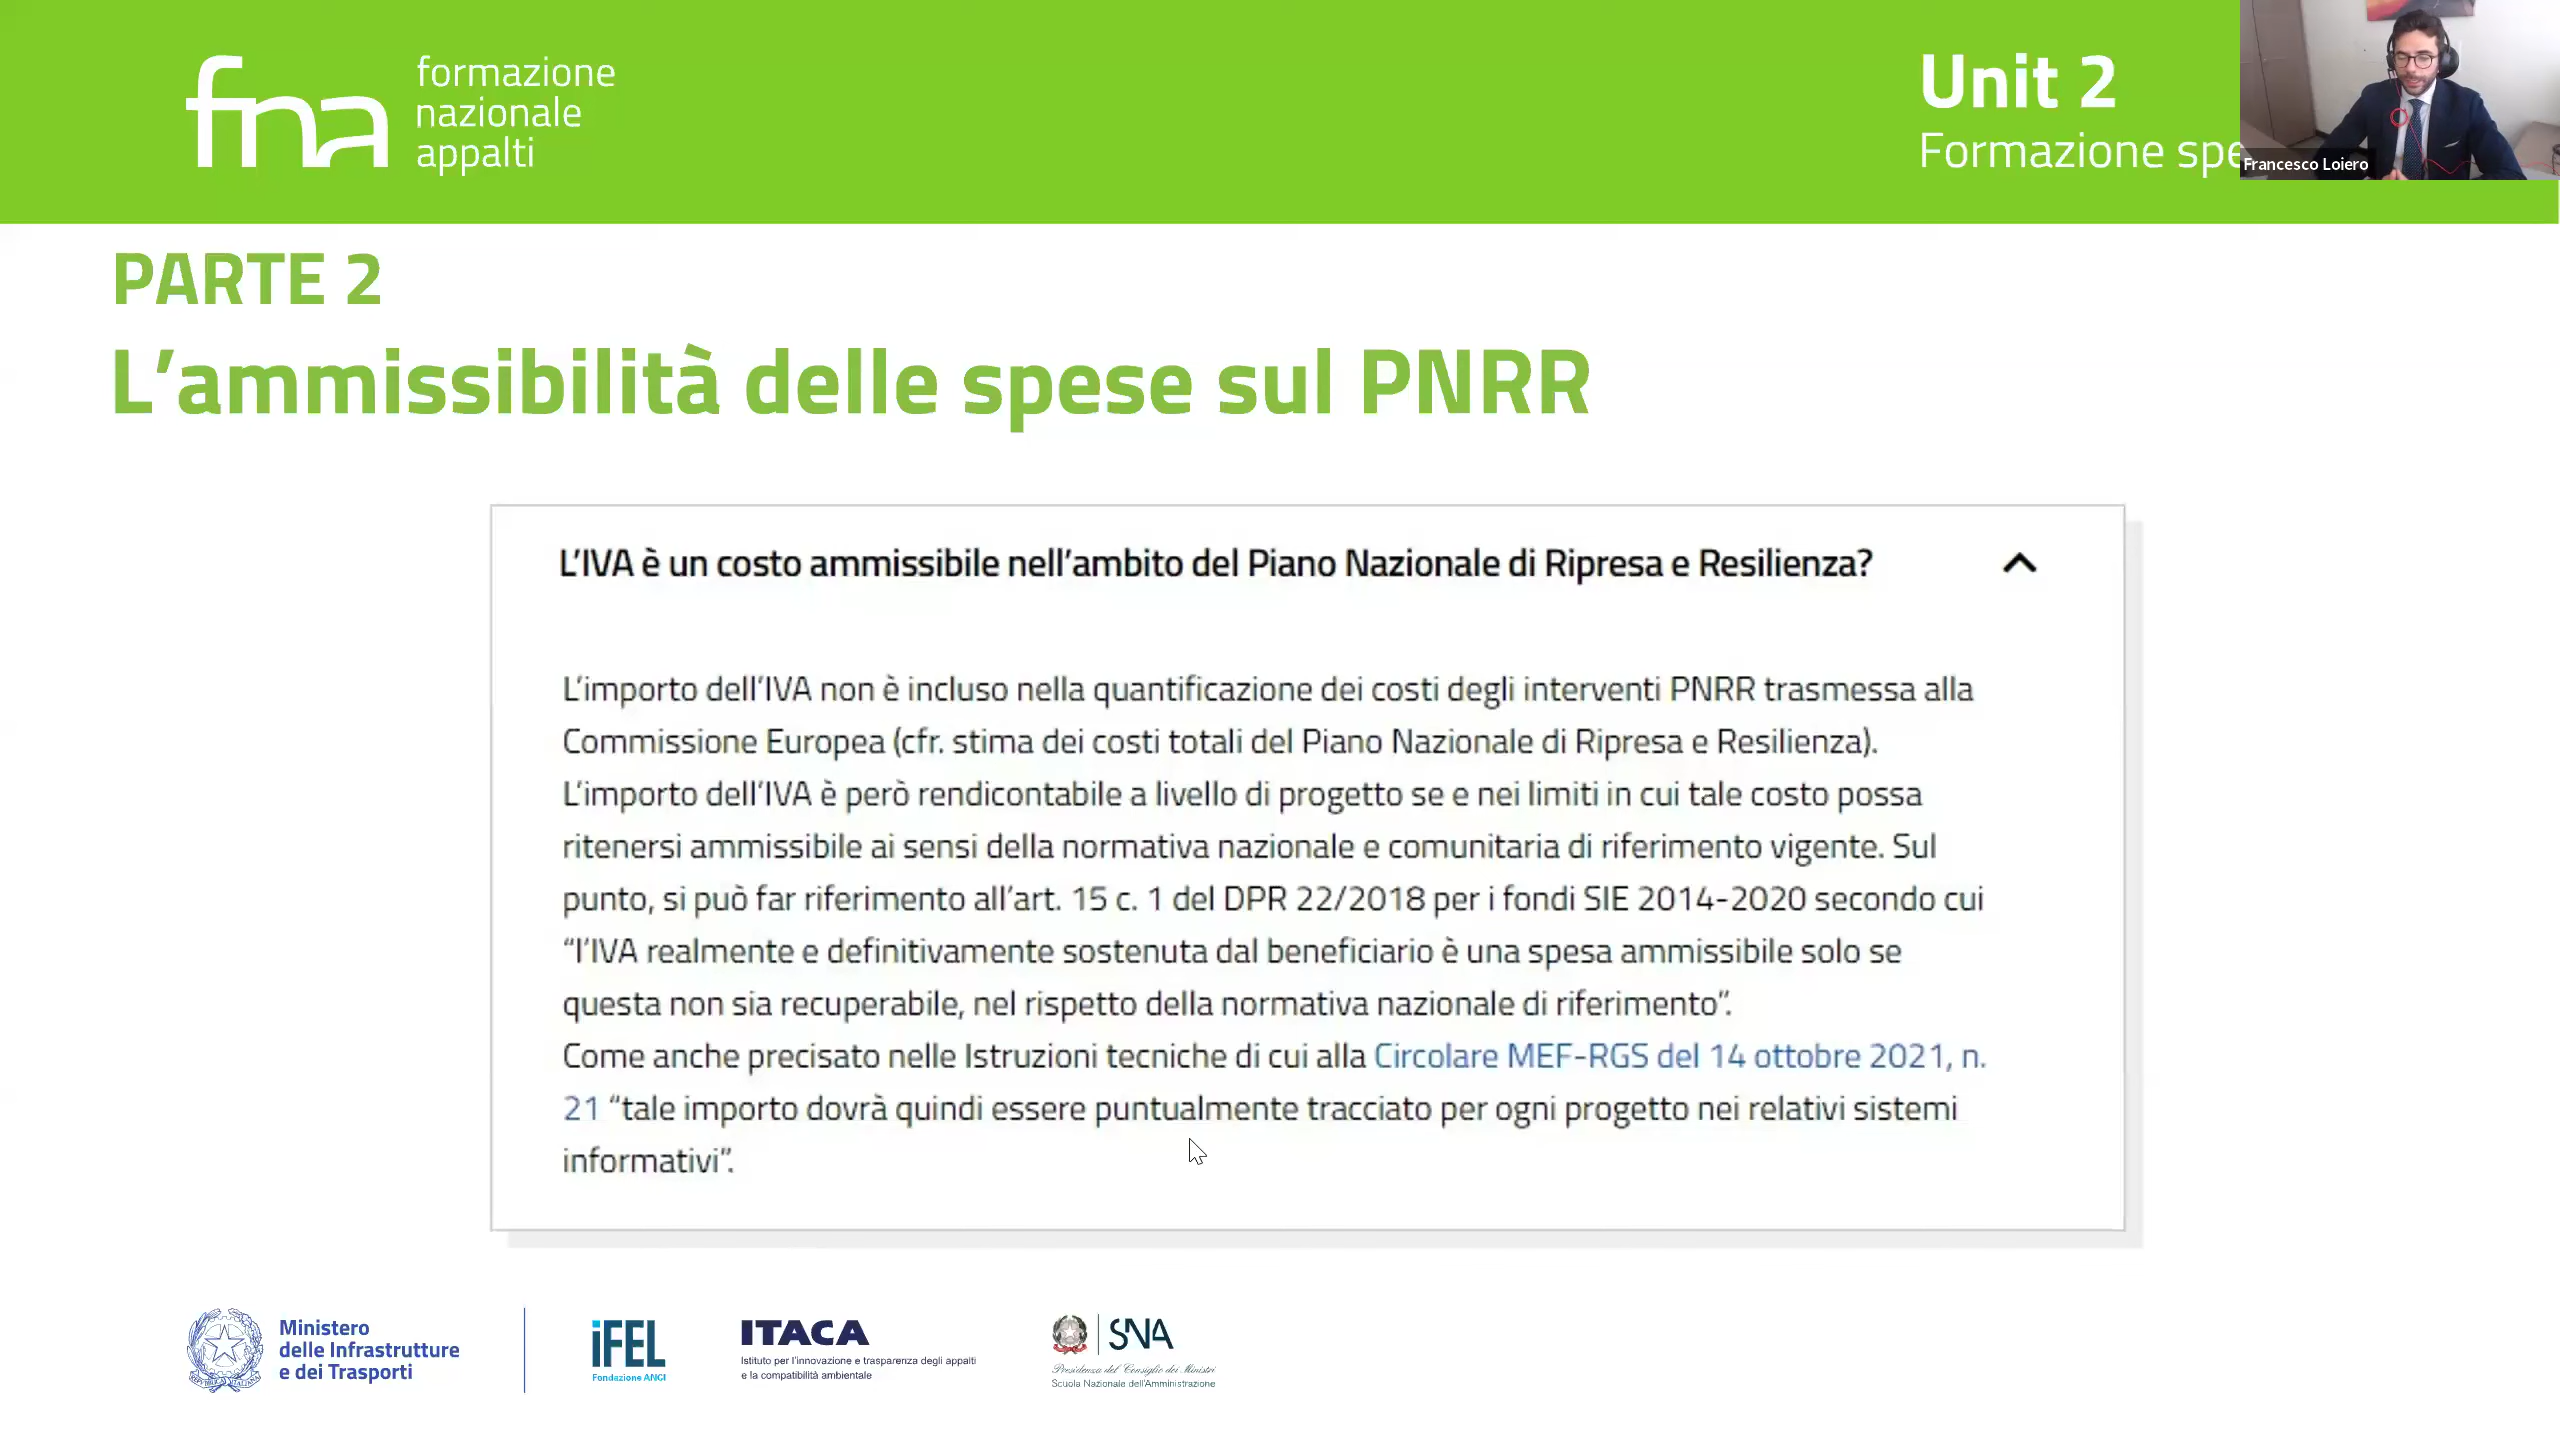 fna
formazione
nazionale
appalti
Unit 2
Formazione spe
Francesco Loiero
PARTE 2
L’ammissibilità delle spese sul PNRR
L’IVA è un costo ammissibile nell’ambito del Piano Nazionale di Ripresa e Resilienza?
L’importo dell’IVA non è incluso nella quantificazione dei costi degli interventi PNRR trasmessa alla
Commissione Europea (cfr. stima dei costi totali del Piano Nazionale di Ripresa e Resilienza).
L’importo dell’IVA è però rendicontabile a livello di progetto se e nei limiti in cui tale costo possa
ritenersi ammissibile ai sensi della normativa nazionale e comunitaria di riferimento vigente. Sul
punto, si può far riferimento all’art. 15 c. 1 del DPR 22/2018 per i fondi SIE 2014-2020 secondo cui
“l’IVA realmente e definitivamente sostenuta dal beneficiario è una spesa ammissibile solo se
questa non sia recuperabile, nel rispetto della normativa nazionale di riferimento”.
Come anche precisato nelle Istruzioni tecniche di cui alla Circolare MEF-RGS del 14 ottobre 2021, n.
21 “tale importo dovrà quindi essere puntualmente tracciato per ogni progetto nei relativi sistemi
informativi”.
Ministero
delle Infrastrutture
e dei Trasporti
iFEL
Fondazione ANCI
ITACA
Istituto per l’innovazione e trasparenza degli appalti
e la compatibilità ambientale
SNA
Presidenza del Consiglio dei Ministri
Scuola Nazionale dell’Amministrazione